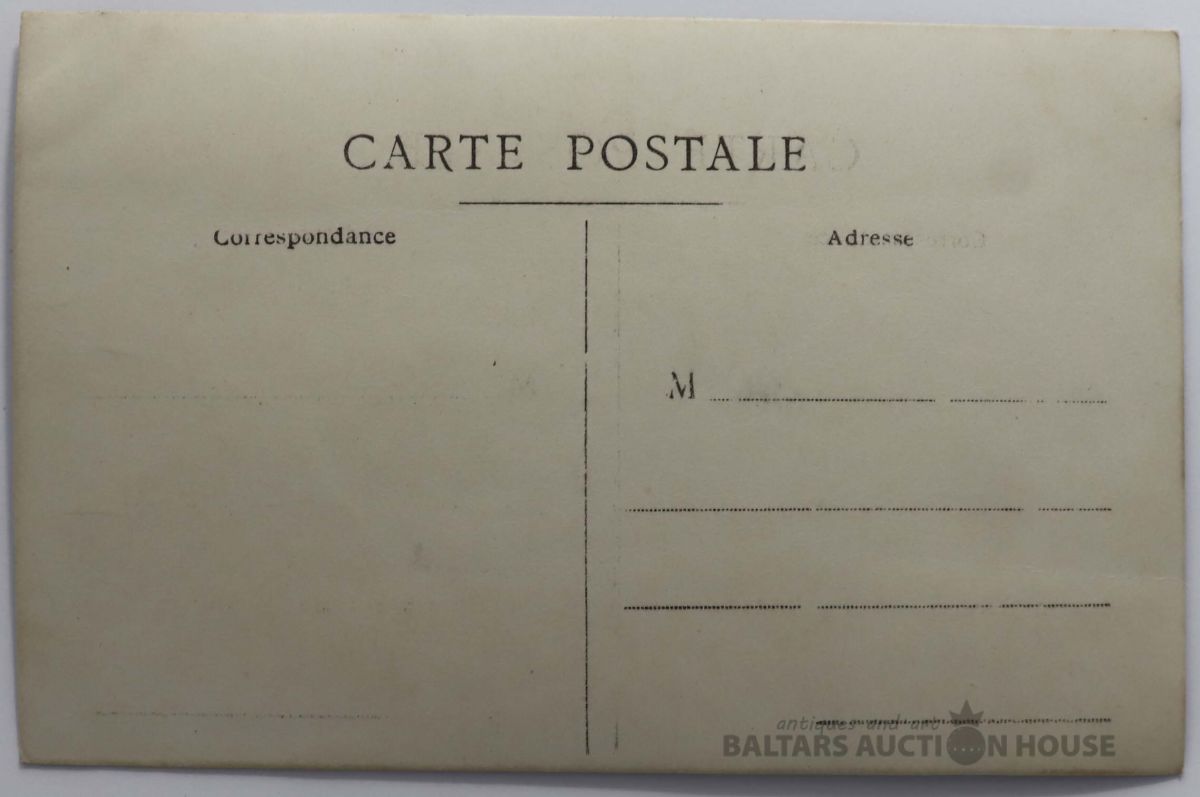 CARTE POSTALE
Correspondance
Adresse
M
antiques and art
BALTARS AUCTION HOUSE